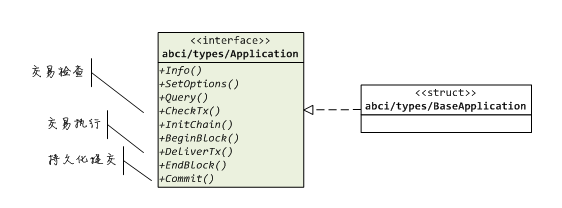 <<interface>>
abci/types/Application
+Info()
+SetOptions()
+Query()
+CheckTx()
+InitChain()
+BeginBlock()
+DeliverTx()
+EndBlock()
+Commit()
交易检查
交易执行
持久化提交
<<struct>>
abci/types/BaseApplication